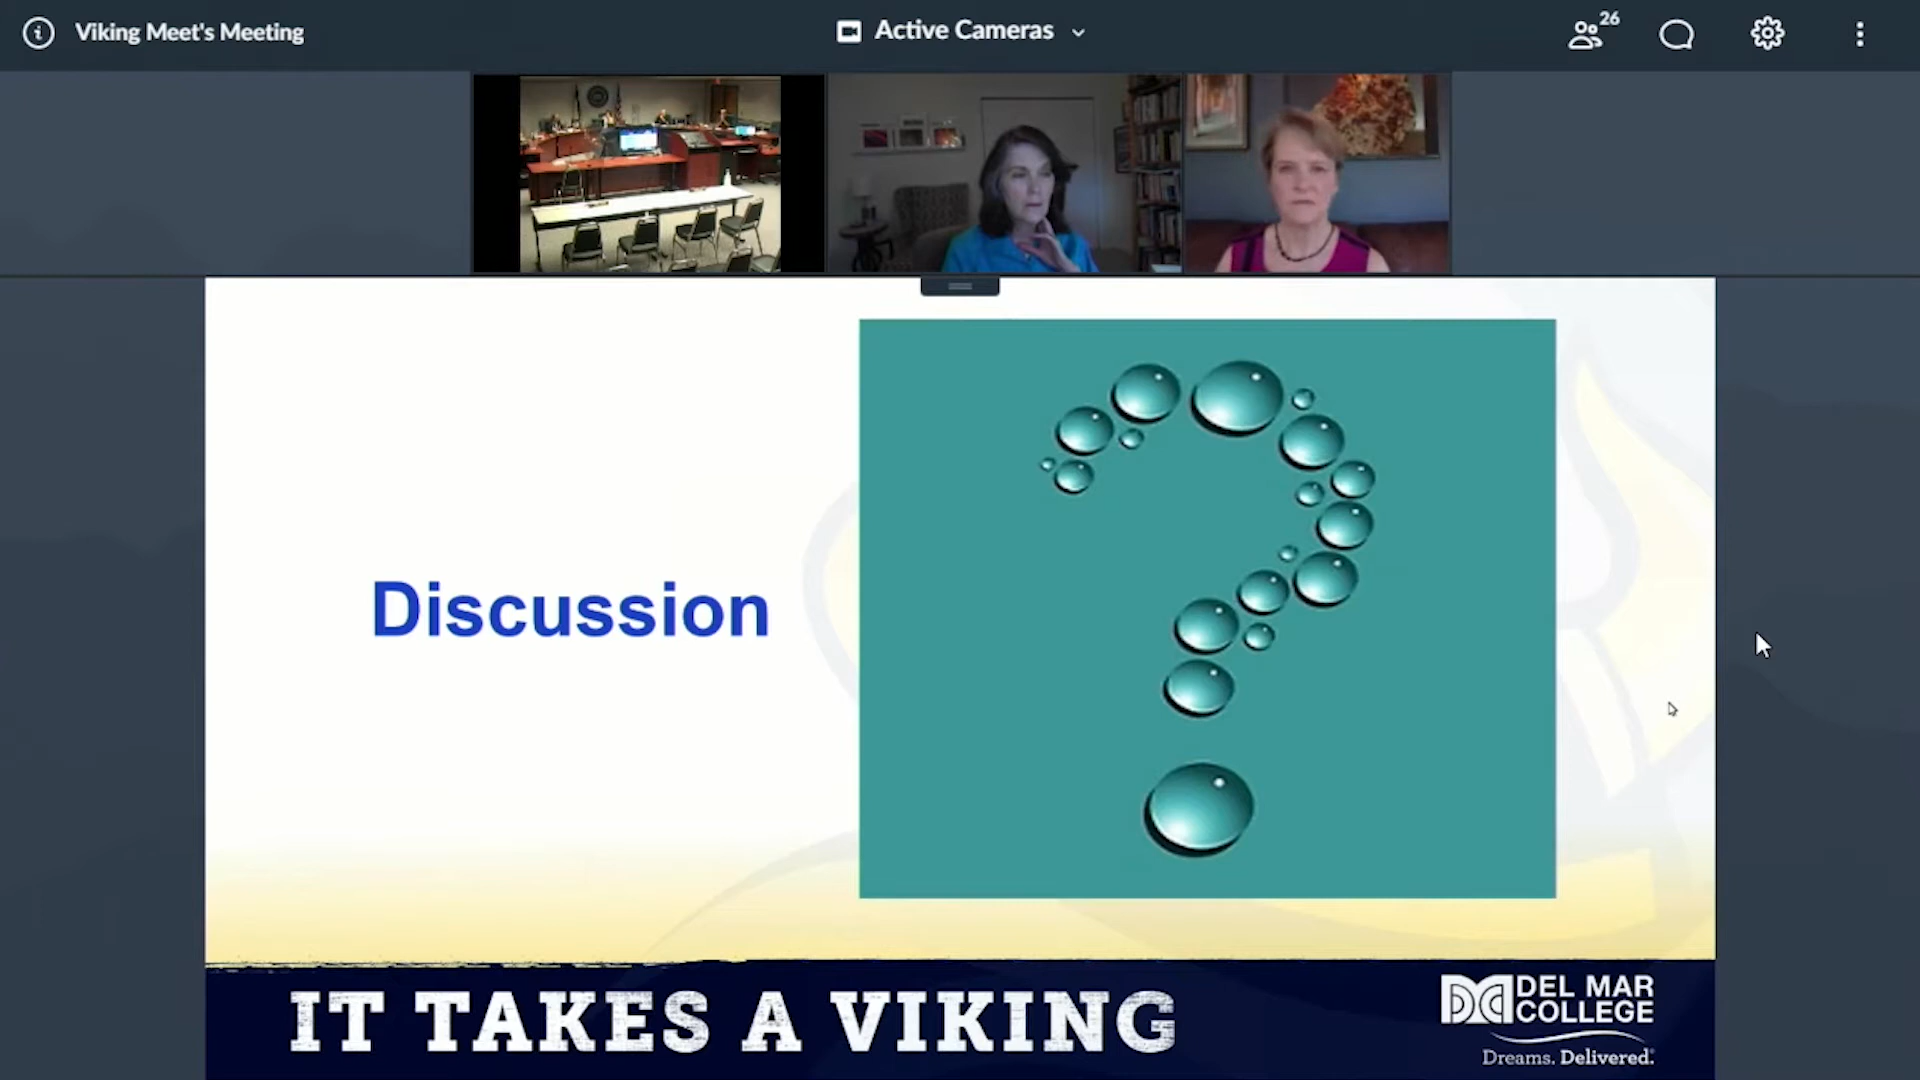 Viking Meet's Meeting
Active Cameras
26
Discussion
IT TAKES A VIKING
DEL MAR
COLLEGE
Dreams. Delivered.